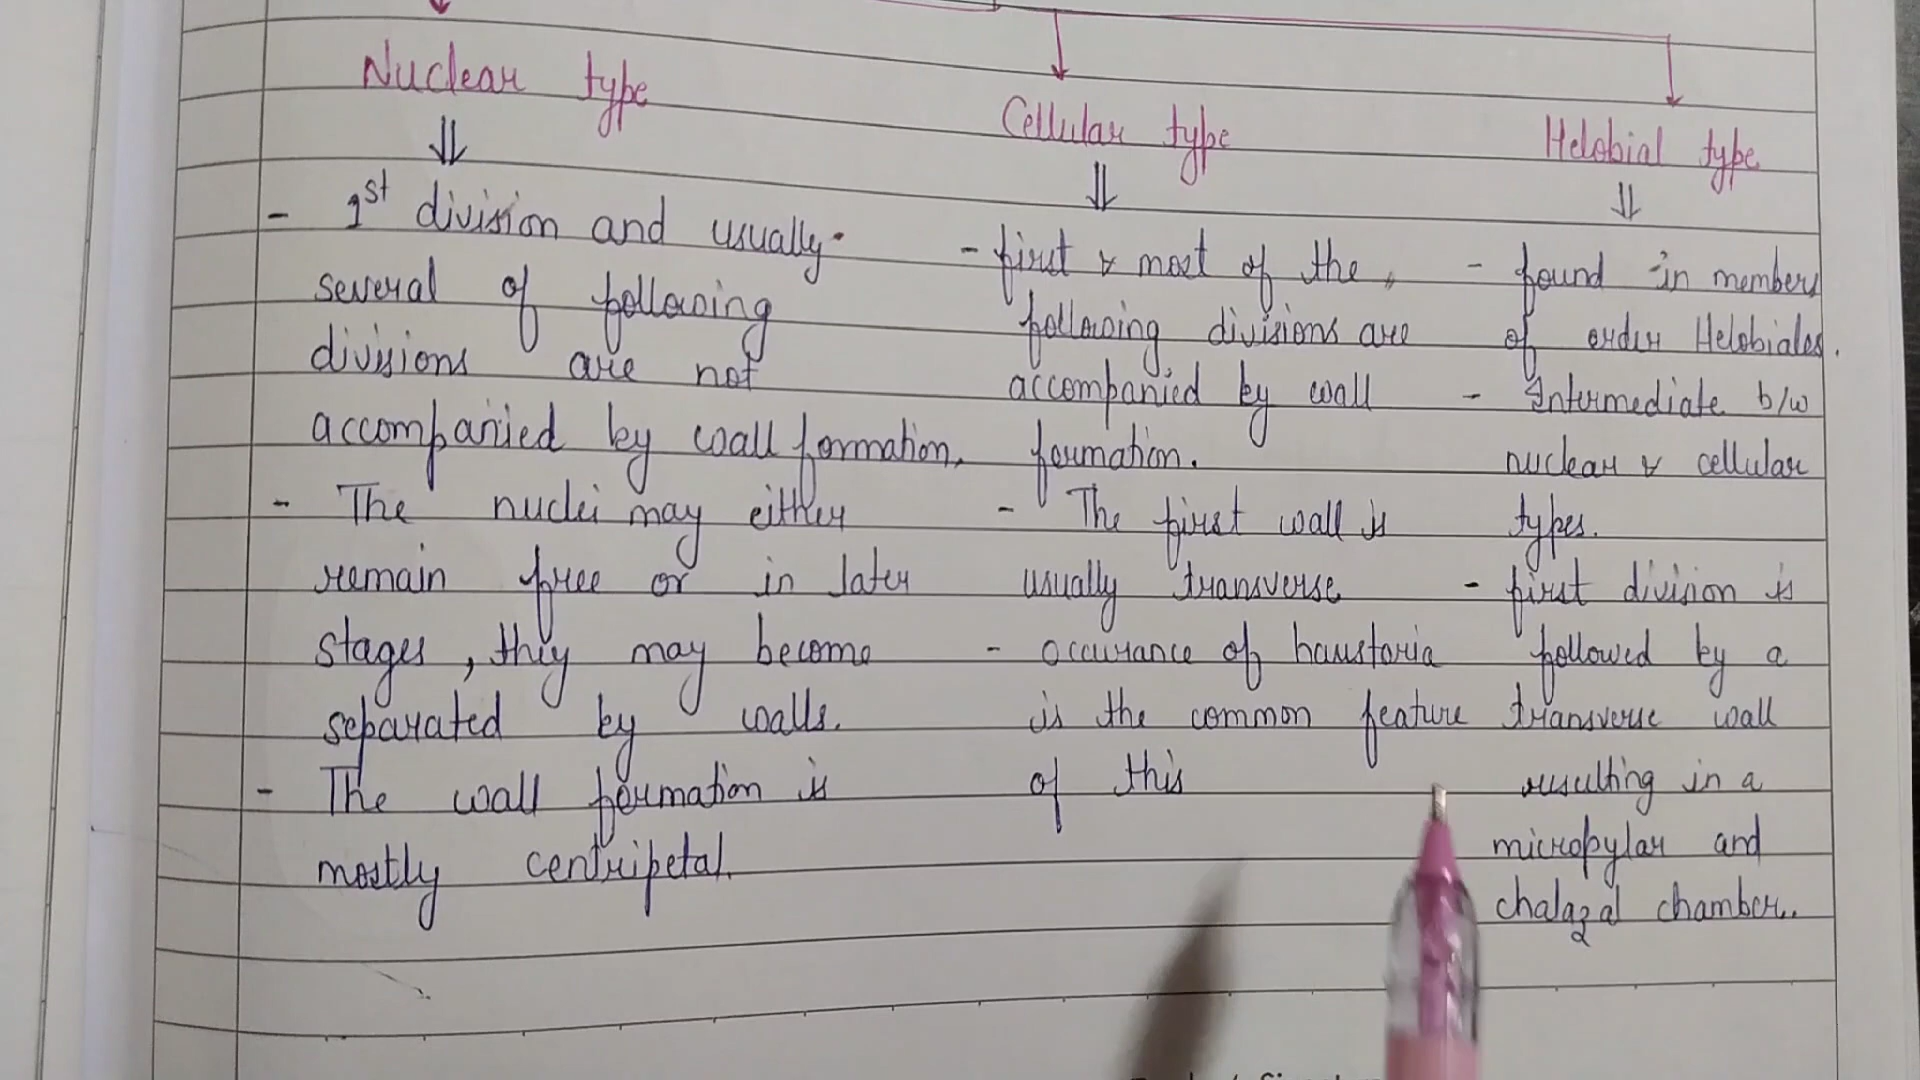 Nuclear type
⇓
- 1st division and usually
several of following
divisions are not
accompanied by wall formation.
- The nuclei may either
remain free or in later
stages, they may become
separated by walls.
- The wall formation is
mostly centripetal.
Cellular type
⇓
- first & most of the
following divisions are
accompanied by wall
formation.
- The first wall is
usually transverse
- occurance of haustoria
is the common feature
of this
Helobial type
⇓
- found in members
of order Helobiales.
- Intermediate b/w
nuclear & cellular
types.
- first division is
followed by a
transverse wall
resulting in a
micropylar and
chalazal chamber..